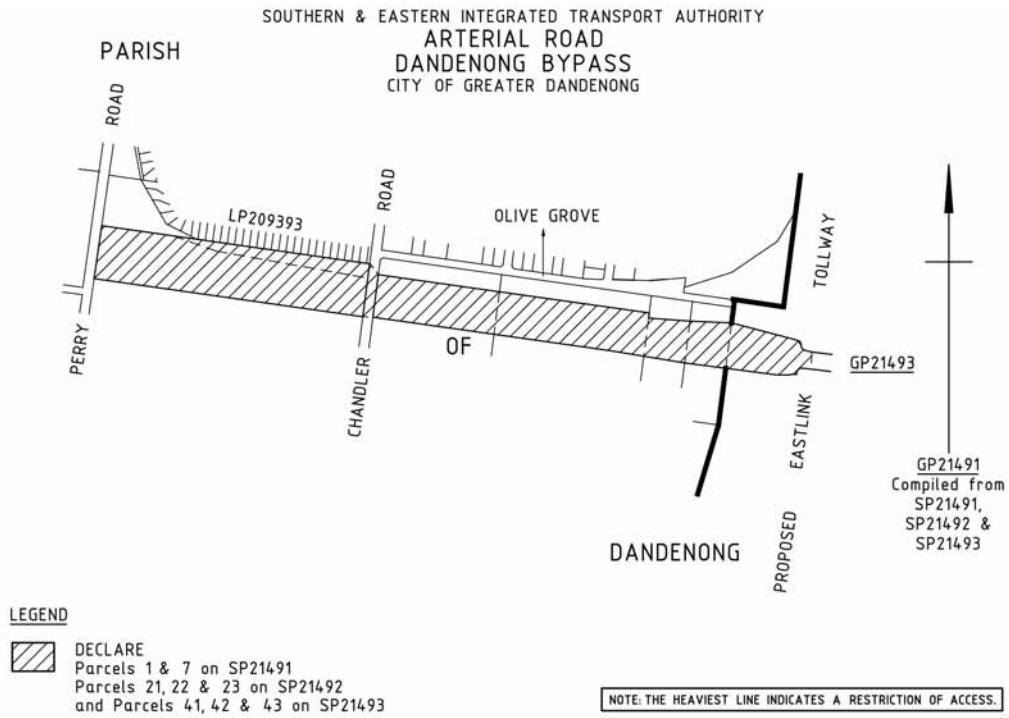 SOUTHERN & EASTERN INTEGRATED TRANSPORT AUTHORITY
ARTERIAL ROAD
DANDENONG BYPASS
CITY OF GREATER DANDENONG
PARISH
ROAD
LP209393
ROAD
OLIVE GROVE
TOLLWAY
PERRY
CHANDLER
OF
GP21493
EASTLINK
PROPOSED
DANDENONG
GP21491
Compiled from
SP21491,
SP21492 &
SP21493
LEGEND
DECLARE
Parcels 1 & 7 on SP21491
Parcels 21, 22 & 23 on SP21492
and Parcels 41, 42 & 43 on SP21493
NOTE: THE HEAVIEST LINE INDICATES A RESTRICTION OF ACCESS.